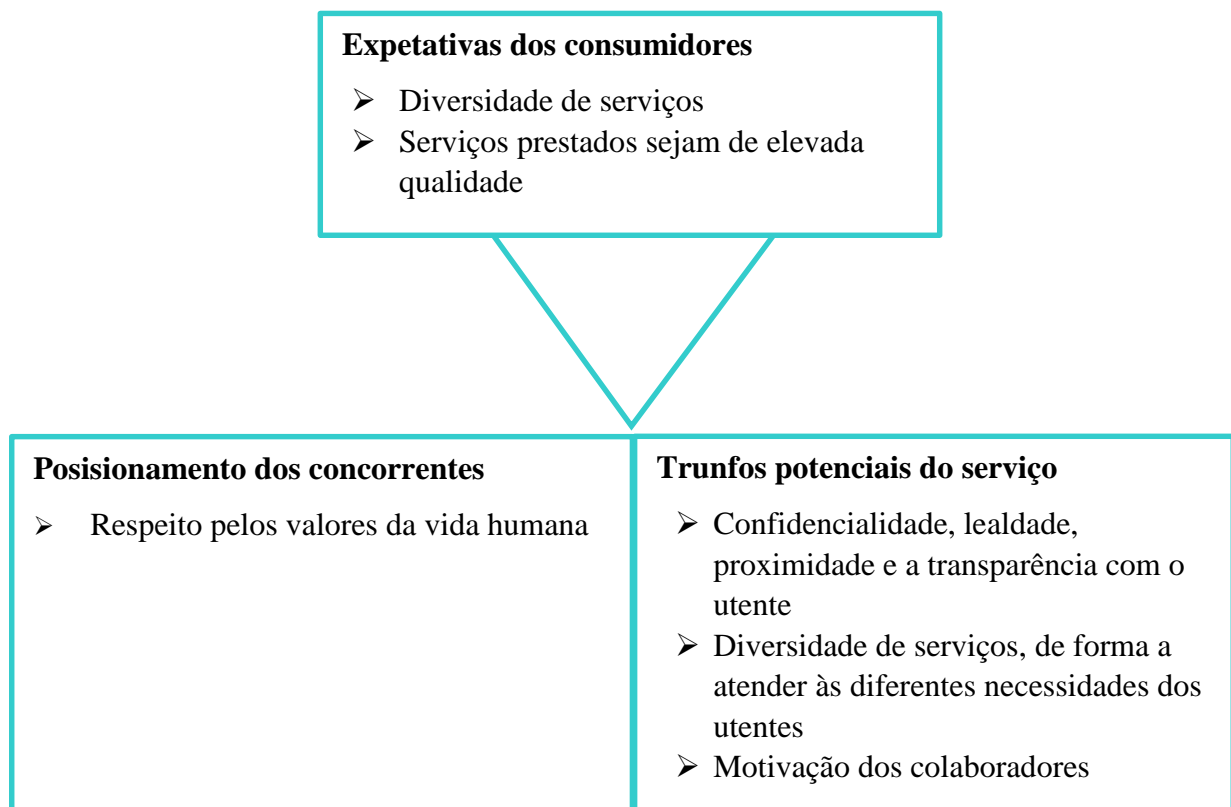 Expetativas dos consumidores
➢ Diversidade de serviços
➢ Serviços prestados sejam de elevada
qualidade
Posisionamento dos concorrentes
➢ Respeito pelos valores da vida humana
Trunfos potenciais do serviço
➢ Confidencialidade, lealdade,
proximidade e a transparência com o
utente
➢ Diversidade de serviços, de forma a
atender às diferentes necessidades dos
utentes
➢ Motivação dos colaboradores